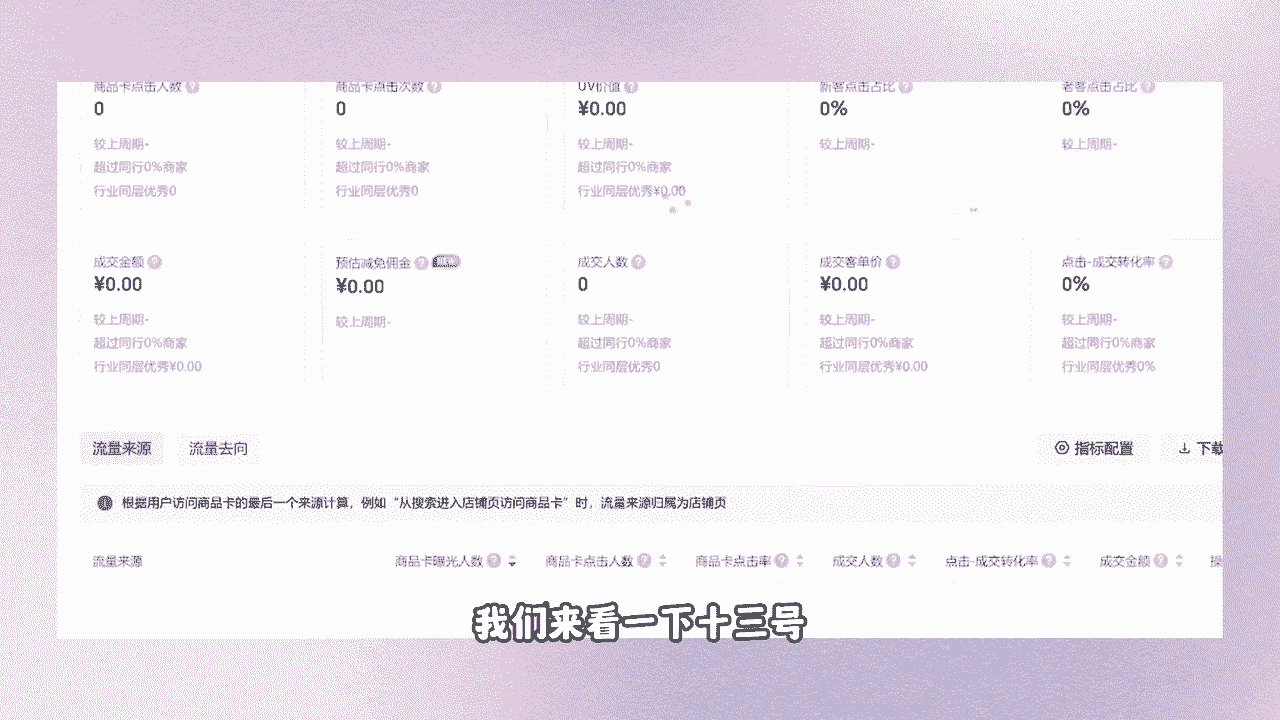 商品卡点击人数 商品卡点击次数 UV价值 新客点击占比 老客点击占比
0 0 ¥0.00 0% 0%
较上周期- 较上周期- 较上周期- 较上周期- 较上周期-
超过同行0%商家 超过同行0%商家 超过同行0%商家
行业同层优秀0 行业同层优秀0 行业同层优秀¥0.00
成交金额 预估减免佣金 成交人数 成交客单价 点击-成交转化率
¥0.00 ¥0.00 0 ¥0.00 0%
较上周期- 较上周期- 较上周期- 较上周期- 较上周期-
超过同行0%商家 超过同行0%商家 超过同行0%商家 超过同行0%商家
行业同层优秀¥0.00 行业同层优秀0 行业同层优秀¥0.00 行业同层优秀0%
流量来源 流量去向 指标配置 下载
根据用户访问商品卡的最后一个来源计算，例如“从搜索进入店铺页访问商品卡”时，流量来源归属为店铺页
流量来源 商品卡曝光人数 商品卡点击人数 商品卡点击率 成交人数 点击-成交转化率 成交金额
我们来看一下十三号